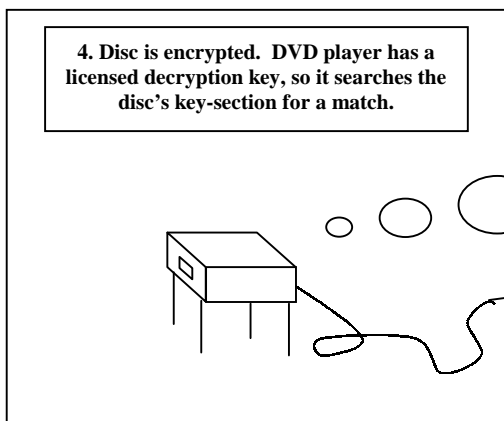 4. Disc is encrypted.  DVD player has a
licensed decryption key, so it searches the
disc's key-section for a match.